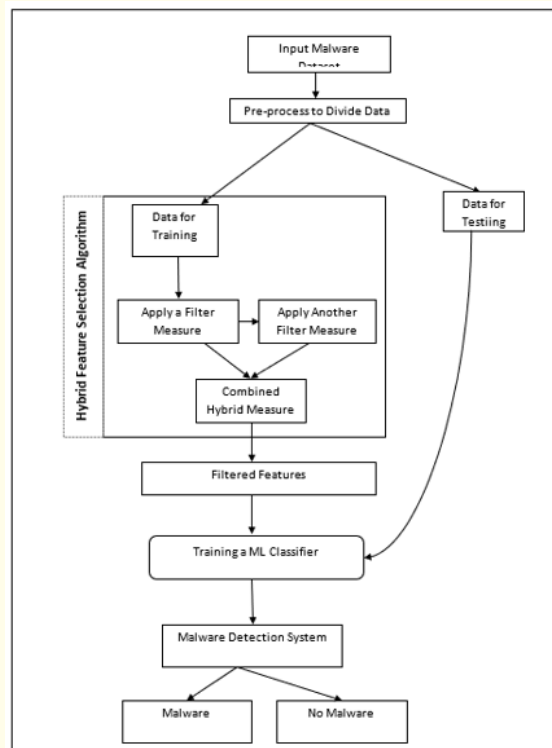 Input Malware
Dataset
Pre-process to Divide Data
Hybrid Feature Selection Algorithm
Data for
Training
Data for
Testiing
Apply a Filter
Measure
Apply Another
Filter Measure
Combined
Hybrid Measure
Filtered Features
Training a ML Classifier
Malware Detection System
Malware
No Malware